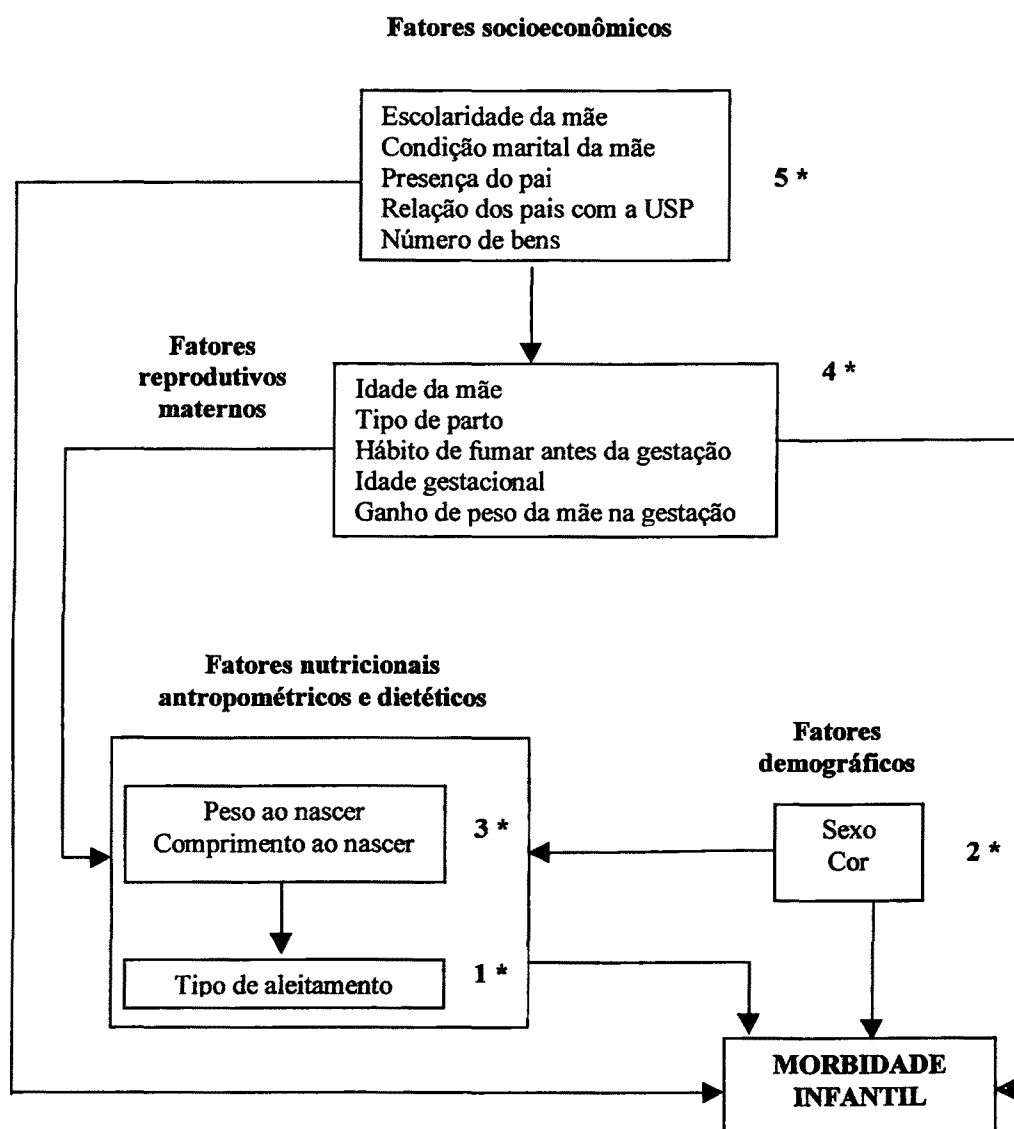 Fatores socioeconômicos
Escolaridade da mãe
Condição marital da mãe
Presença do pai
Relação dos pais com a USP
Número de bens
5 *
Fatores
reprodutivos
maternos
4 *
Idade da mãe
Tipo de parto
Hábito de fumar antes da gestação
Idade gestacional
Ganho de peso da mãe na gestação
Fatores nutricionais
antropométricos e dietéticos
Peso ao nascer
Comprimento ao nascer
3 *
Tipo de aleitamento
1 *
Fatores
demográficos
Sexo
Cor
2 *
MORBIDADE
INFANTIL